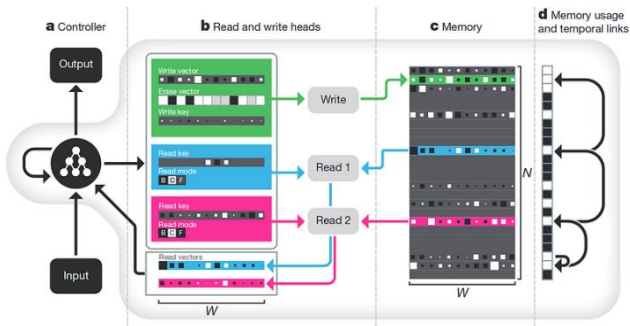 a Controller
b Read and write heads
c Memory
d Memory usage
and temporal links
Output
Input
Write vector
Erase vector
Write key
Read key
Read mode
B C F
Read key
Read mode
B C F
Read vectors
W
Write
Read 1
Read 2
N
W